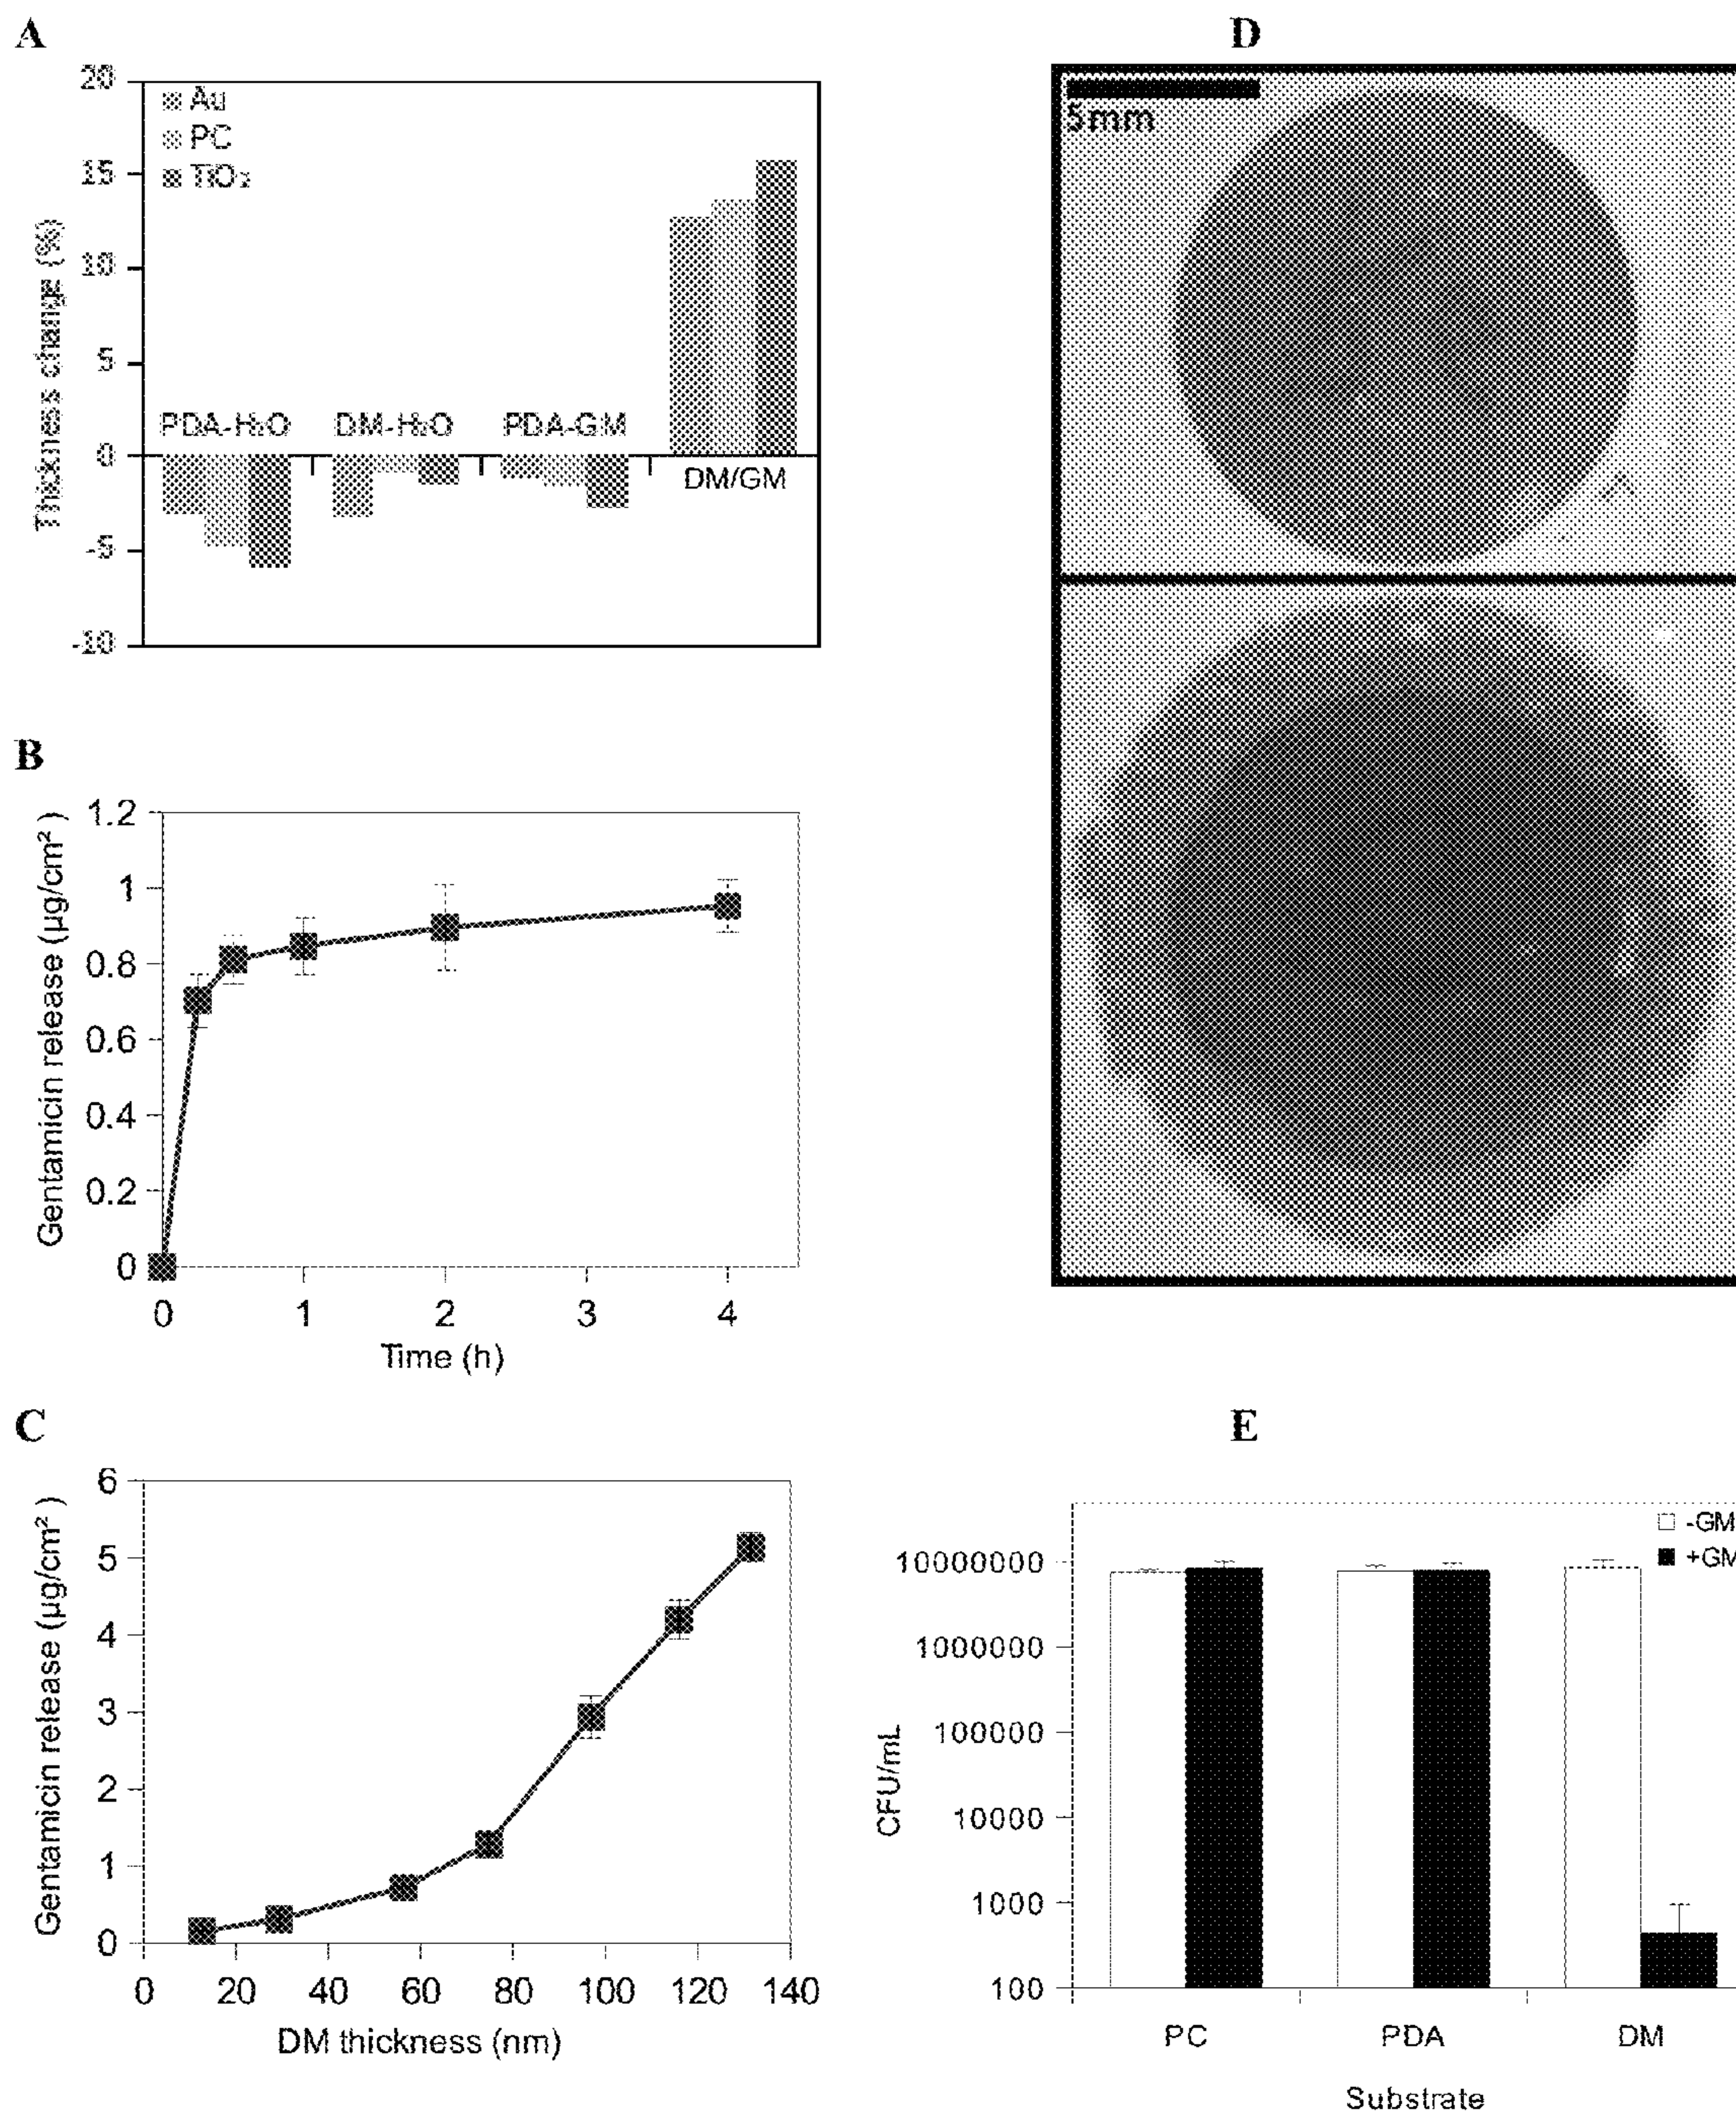 A
Thickness change (%)
20
15
10
5
0
-5
-10
Au
PC
TiO₂
PDA-H₂O DM-H₂O PDA-GM
DM/GM
B
Gentamicin release (µg/cm²)
1.2
1
0.8
0.6
0.4
0.2
0
0 1 2 3 4
Time (h)
C
Gentamicin release (µg/cm²)
6
5
4
3
2
1
0
0 20 40 60 80 100 120 140
DM thickness (nm)
D
5mm
E
CFU/mL
10000000
1000000
100000
10000
1000
100
-GM
+GM
PC PDA DM
Substrate